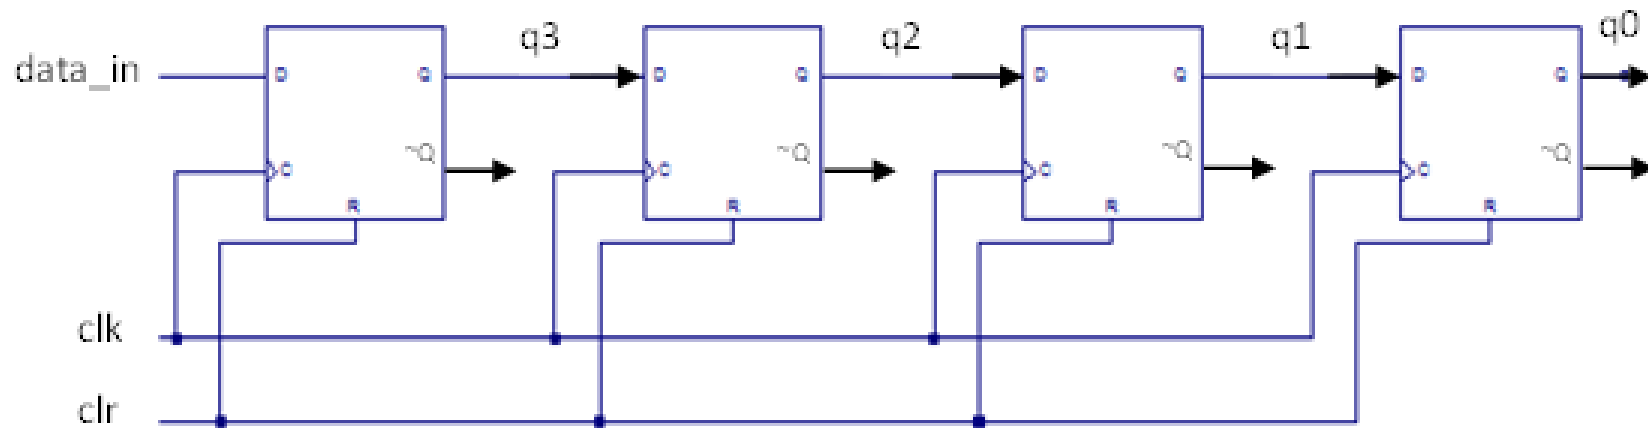 q3 q2 q1 q0
data_in D Q D Q D Q D Q
~Q ~Q ~Q ~Q
C C C C
R R R R
clk
clr